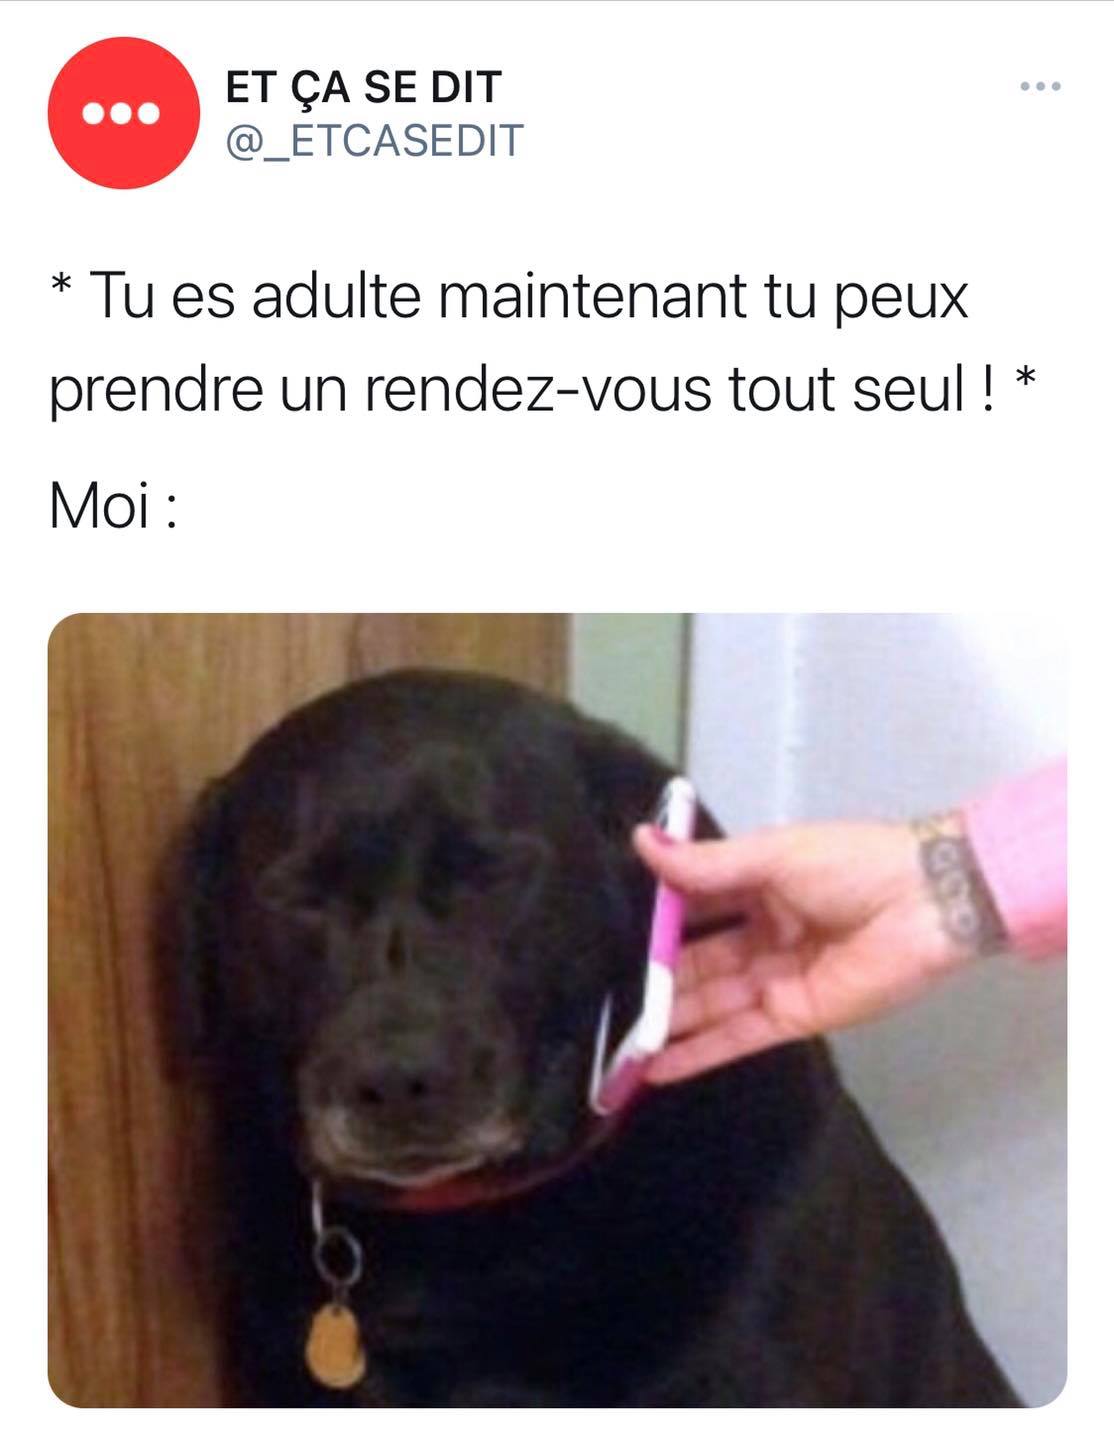 ET ÇA SE DIT
@_ETCASEDIT
* Tu es adulte maintenant tu peux
prendre un rendez-vous tout seul ! *
Moi :